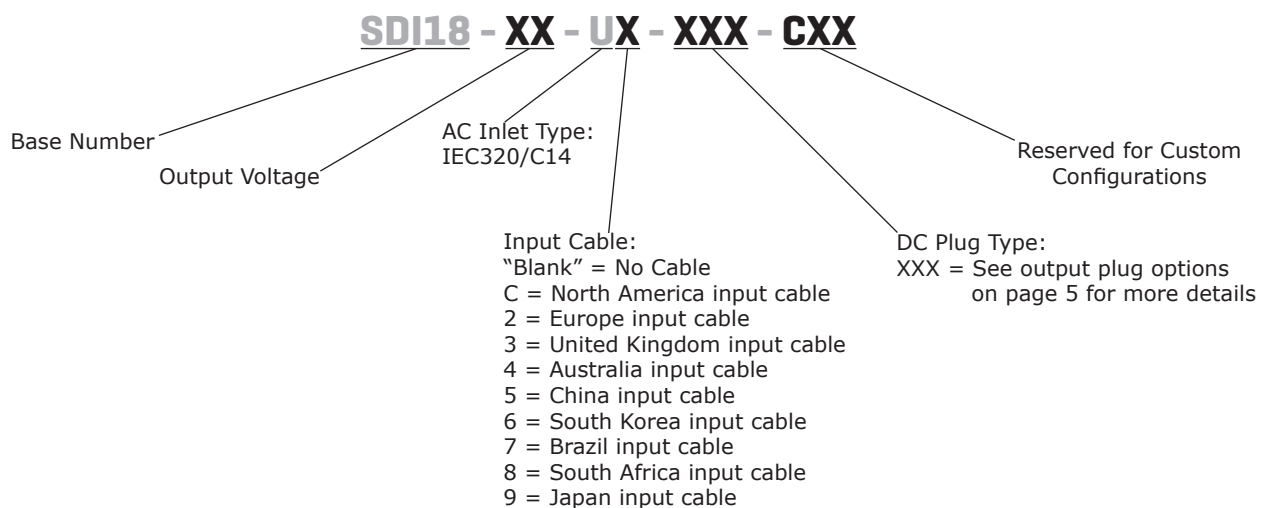 SDI18 - XX - UX - XXX - CXX
Base Number
Output Voltage
AC Inlet Type:
IEC320/C14
Input Cable:
“Blank” = No Cable
C = North America input cable
2 = Europe input cable
3 = United Kingdom input cable
4 = Australia input cable
5 = China input cable
6 = South Korea input cable
7 = Brazil input cable
8 = South Africa input cable
9 = Japan input cable
DC Plug Type:
XXX = See output plug options
on page 5 for more details
Reserved for Custom
Configurations